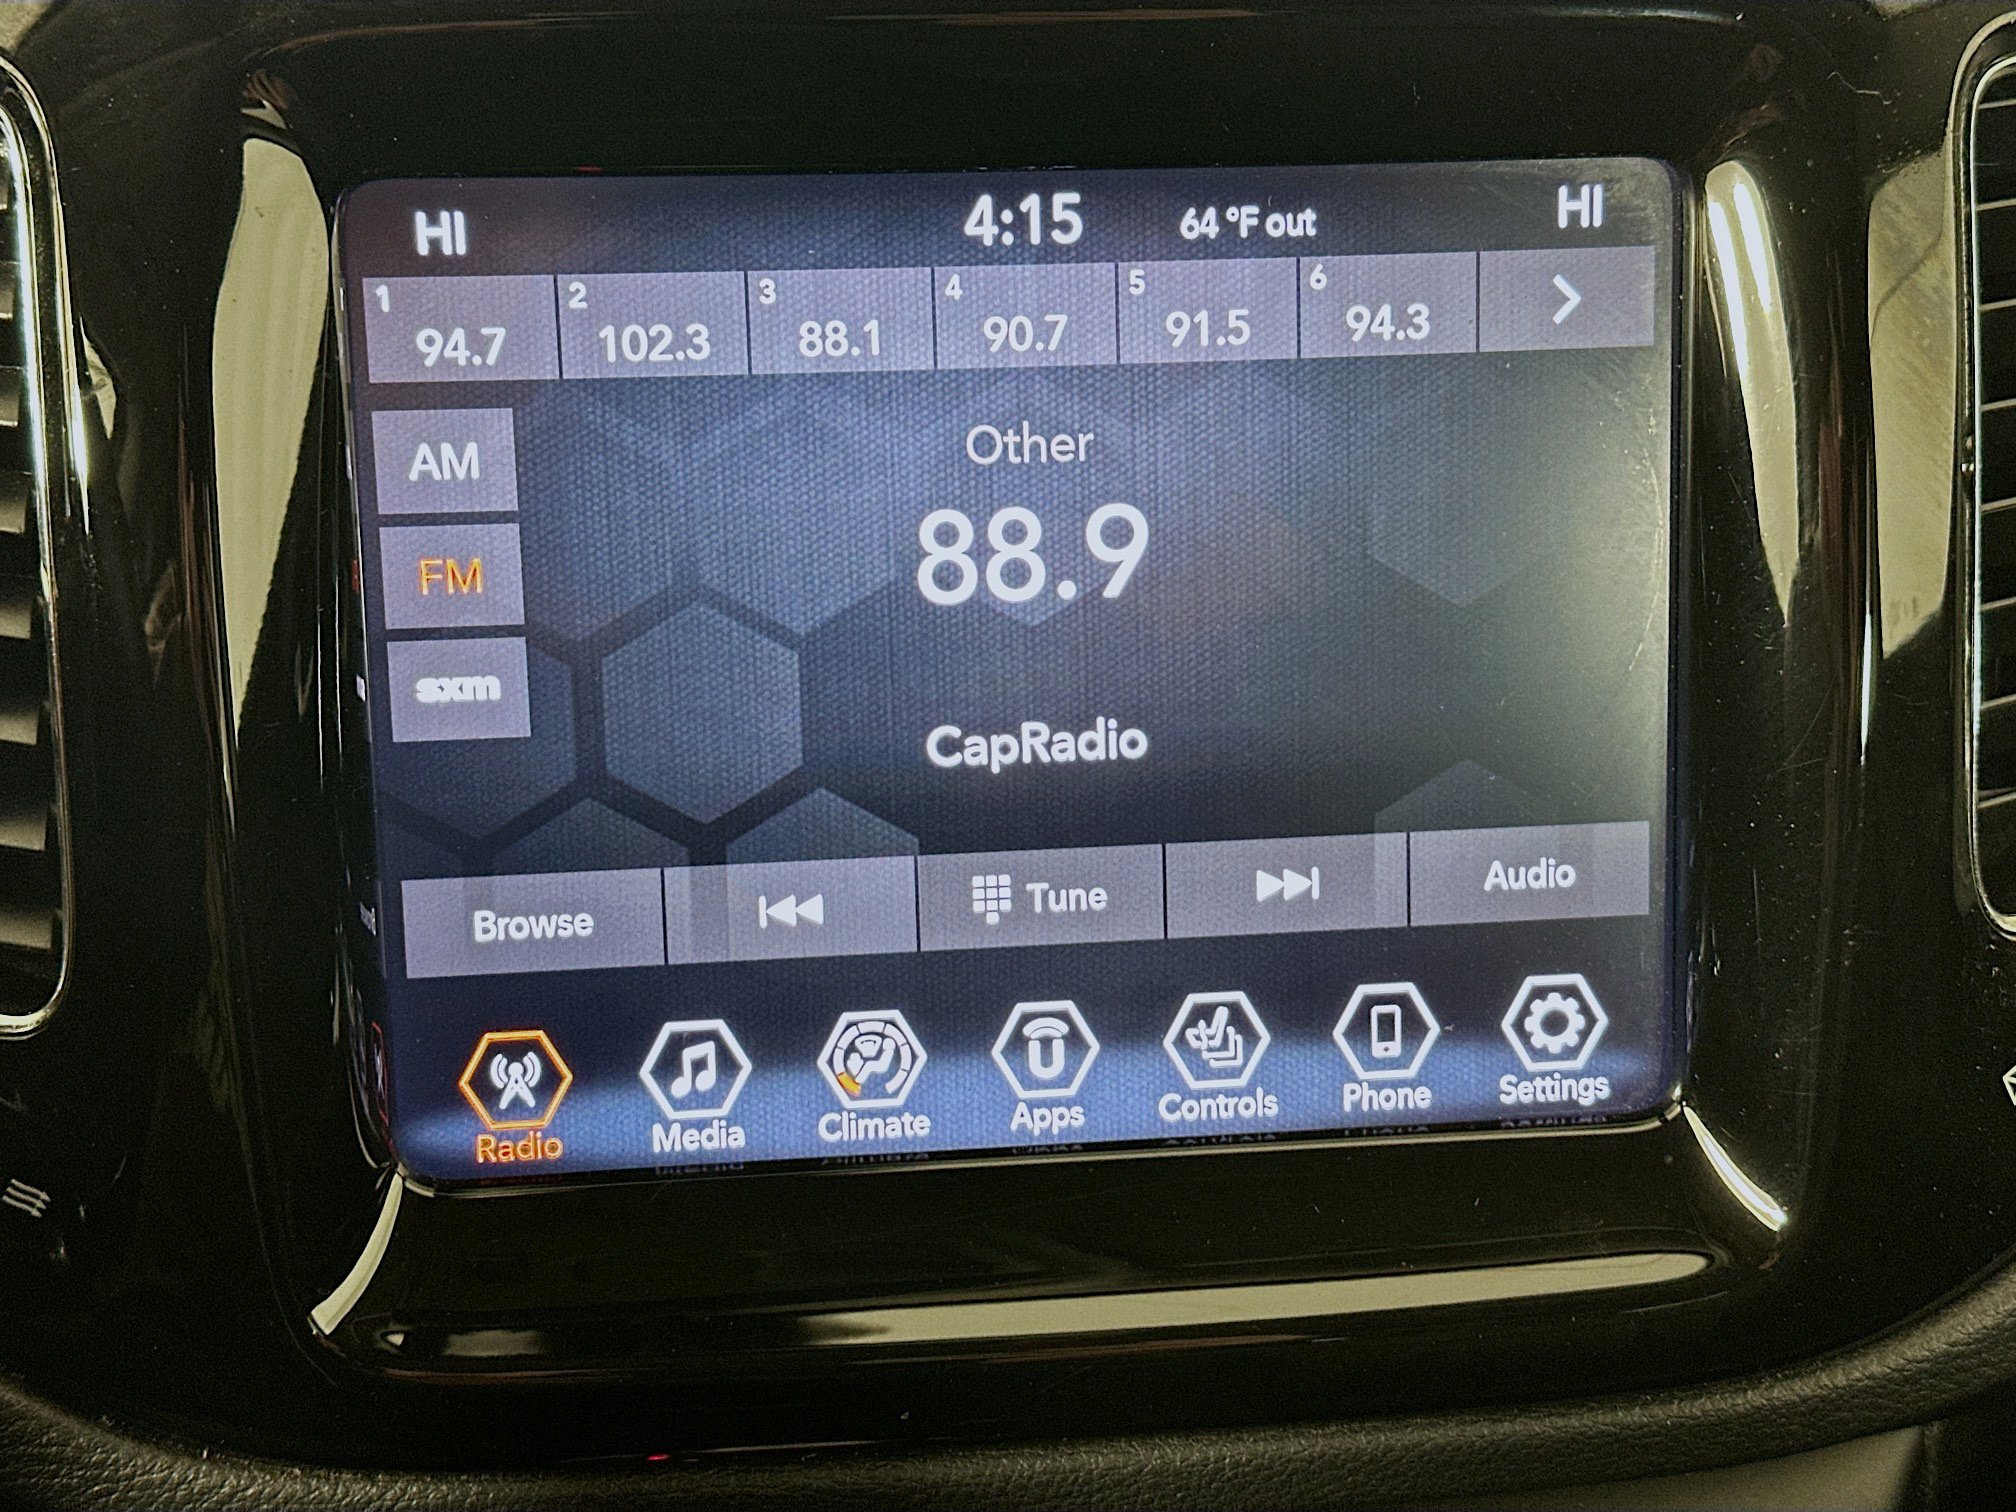 HI 4:15 64 °F out HI
1 2 3 4 5 6
94.7 102.3 88.1 90.7 91.5 94.3
AM
Other
FM
88.9
sxm
CapRadio
Browse Tune Audio
Radio Media Climate Apps Controls Phone Settings